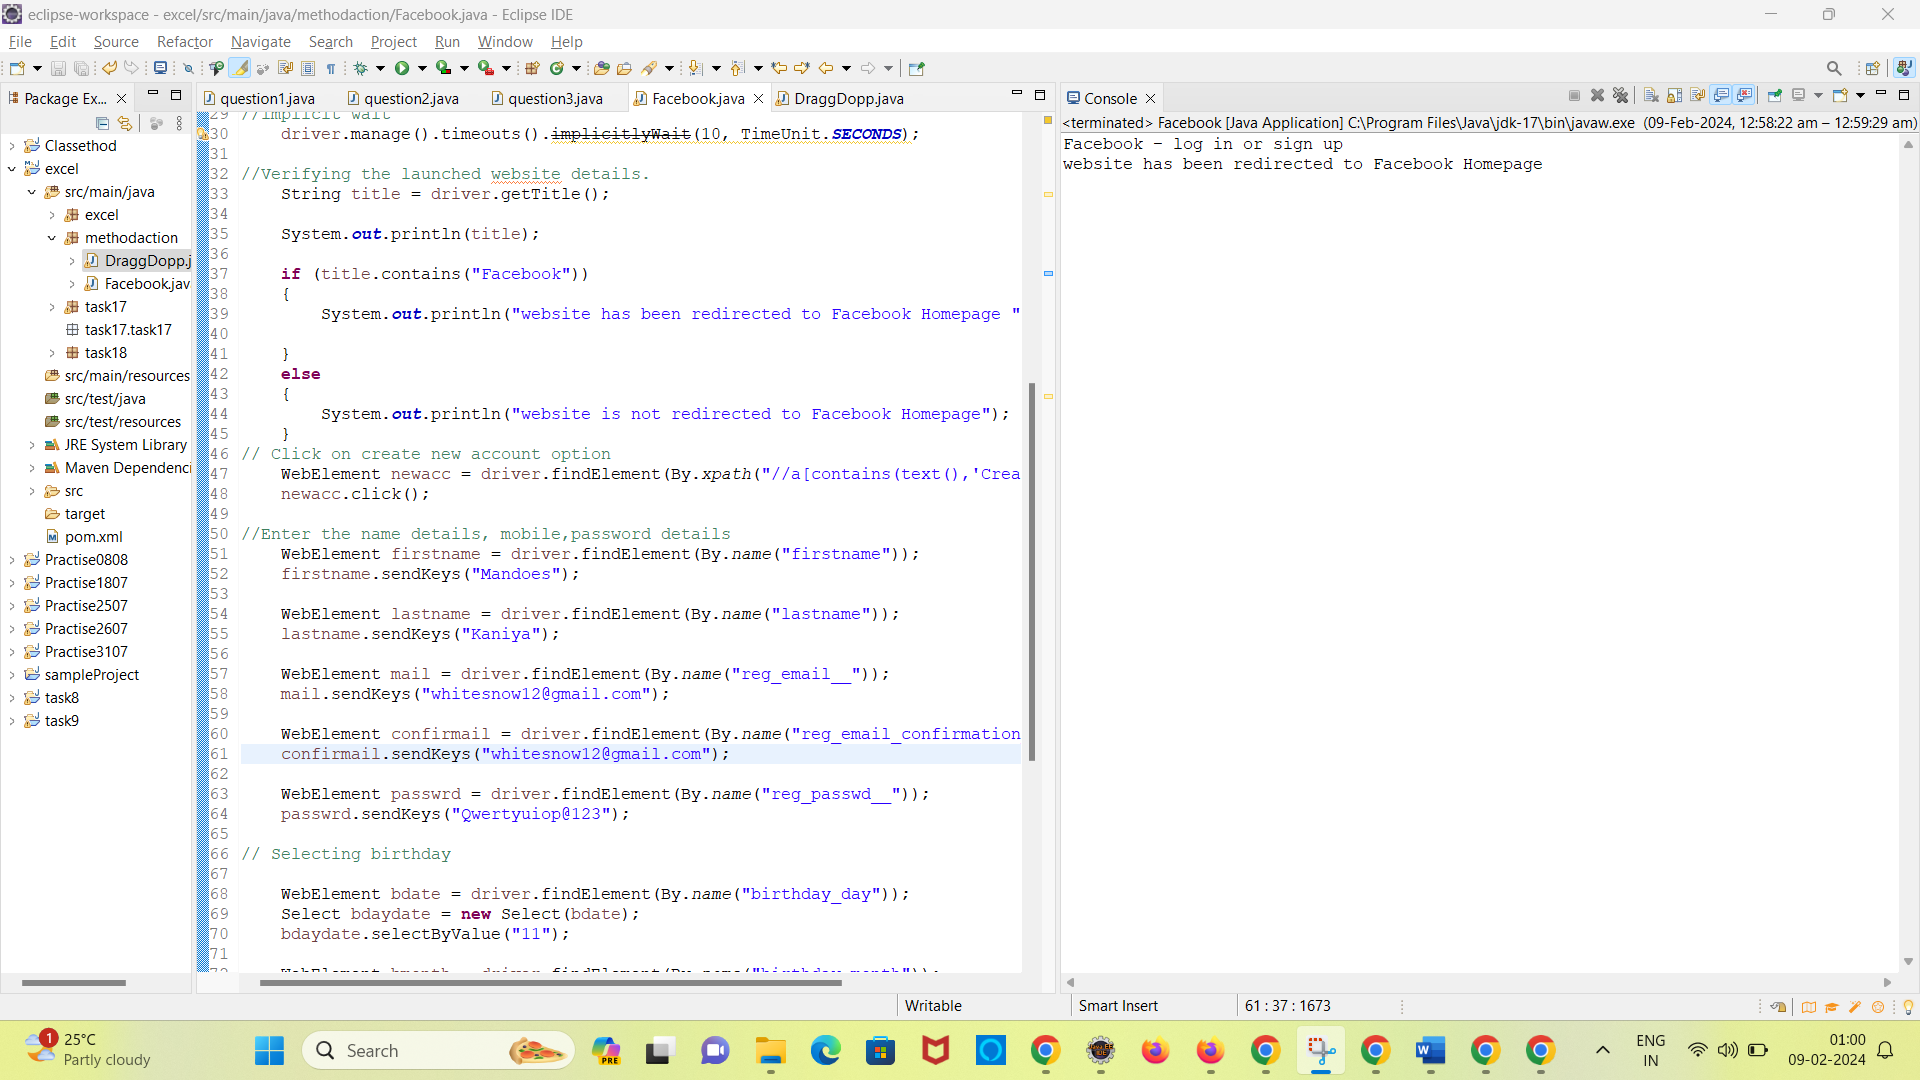 eclipse-workspace - excel/src/main/java/methodaction/Facebook.java - Eclipse IDE
File Edit Source Refactor Navigate Search Project Run Window Help
Package Ex...
Classethod
excel
src/main/java
excel
methodaction
DraggDopp.j
Facebook.jav
task17
task17.task17
task18
src/main/resources
src/test/java
src/test/resources
JRE System Library
Maven Dependenci
src
target
pom.xml
Practise0808
Practise1807
Practise2507
Practise2607
Practise3107
sampleProject
task8
task9
question1.java question2.java question3.java Facebook.java DraggDopp.java
29 //implicit wait
30 driver.manage().timeouts().implicitlyWait(10, TimeUnit.SECONDS);
31
32 //Verifying the launched website details.
33 String title = driver.getTitle();
34
35 System.out.println(title);
36
37 if (title.contains("Facebook"))
38 {
39 System.out.println("website has been redirected to Facebook Homepage "
40
41 }
42 else
43 {
44 System.out.println("website is not redirected to Facebook Homepage");
45 }
46 // Click on create new account option
47 WebElement newacc = driver.findElement(By.xpath("//a[contains(text(),'Crea
48 newacc.click();
49
50 //Enter the name details, mobile,password details
51 WebElement firstname = driver.findElement(By.name("firstname"));
52 firstname.sendKeys("Mandoes");
53
54 WebElement lastname = driver.findElement(By.name("lastname"));
55 lastname.sendKeys("Kaniya");
56
57 WebElement mail = driver.findElement(By.name("reg_email__"));
58 mail.sendKeys("whitesnow12@gmail.com");
59
60 WebElement confirmail = driver.findElement(By.name("reg_email_confirmation
61 confirmail.sendKeys("whitesnow12@gmail.com");
62
63 WebElement passwrd = driver.findElement(By.name("reg_passwd__"));
64 passwrd.sendKeys("Qwertyuiop@123");
65
66 // Selecting birthday
67
68 WebElement bdate = driver.findElement(By.name("birthday_day"));
69 Select bdaydate = new Select(bdate);
70 bdaydate.selectByValue("11");
71
72 WebElement bmonth = driver.findElement(By.name("birthday_month"));
Console
<terminated> Facebook [Java Application] C:\Program Files\Java\jdk-17\bin\javaw.exe (09-Feb-2024, 12:58:22 am – 12:59:29 am)
Facebook – log in or sign up
website has been redirected to Facebook Homepage
Writable Smart Insert 61 : 37 : 1673
1
25°C
Partly cloudy
Search
PRE
ENG
IN
01:00
09-02-2024